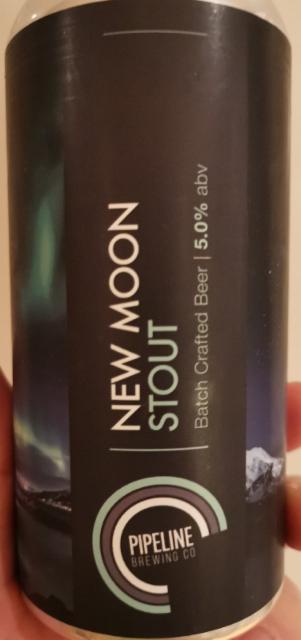 NEW MOON
STOUT
Batch Crafted Beer | 5.0% abv
PIPELINE
BREWING CO